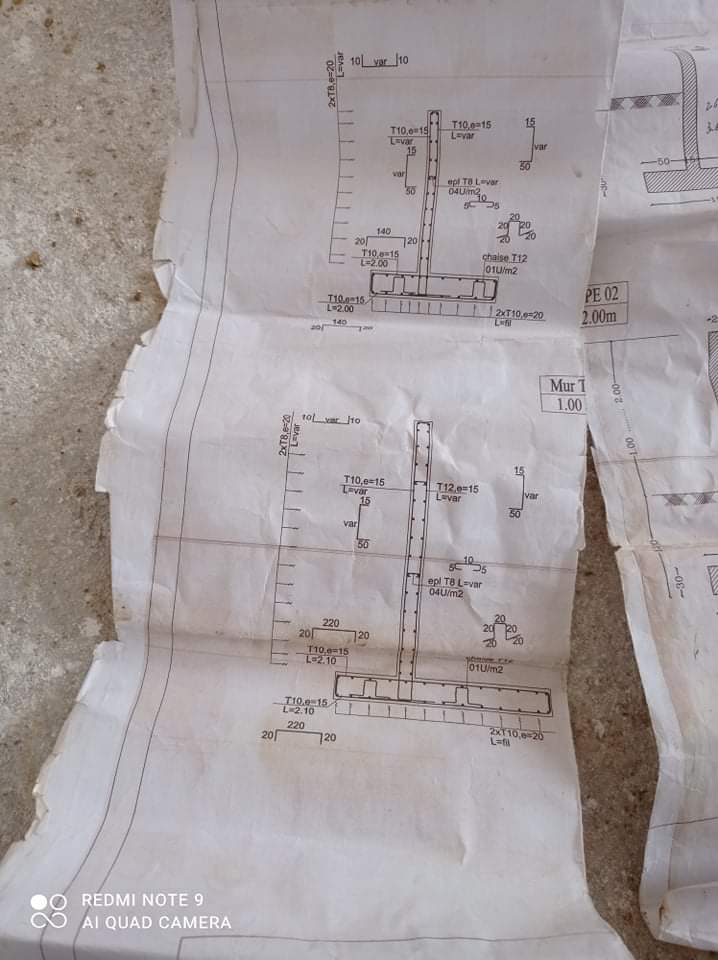 2xT8,e=20
L=var
10 var 10
T10,e=15
L=var
T10,e=15
L=var
15
var
50
15
var
50
epl T8 L=var
04U/m2
10
5 5
20
20 20
20 20
140
20 20
T10,e=15
L=2.00
chaise T12
01U/m2
T10,e=15
L=2.00
2xT10,e=20
L=fil
20 140 20
50 15
30
PE 02
2.00m
Mur T
1.00
2.00
1.00
30
2xT8,e=20
L=var
10 var 10
T10,e=15
L=var
T12,e=15
L=var
15
var
50
15
var
50
10
5 5
epl T8 L=var
04U/m2
20
20 20
20 20
220
20 20
T10,e=15
L=2.10
chaise T12
01U/m2
T10,e=15
L=2.10
2xT10,e=20
L=fil
220
20 20
REDMI NOTE 9
AI QUAD CAMERA